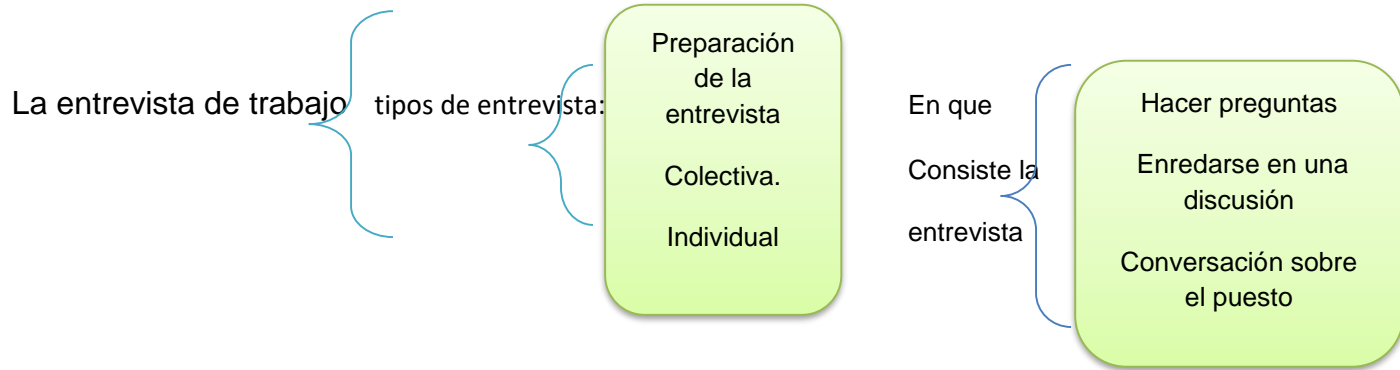 La entrevista de trabajo
tipos de entrevista:
Preparación
de la
entrevista
Colectiva.
Individual
En que
Consiste la
entrevista
Hacer preguntas
Enredarse en una
discusión
Conversación sobre
el puesto